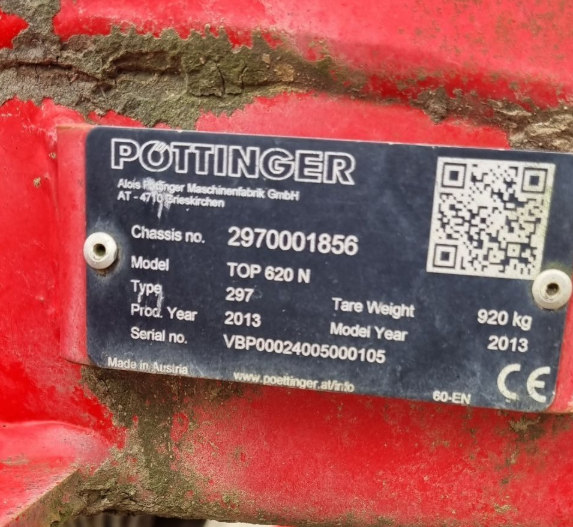 PÖTTINGER
Alois Pöttinger Maschinenfabrik GmbH
AT - 4710 Grieskirchen
Chassis no. 2970001856
Model TOP 620 N
Type 297 Tare Weight 920 kg
Prod. Year 2013 Model Year 2013
Serial no. VBP00024005000105
Made in Austria www.poettinger.at/info 60-EN CE